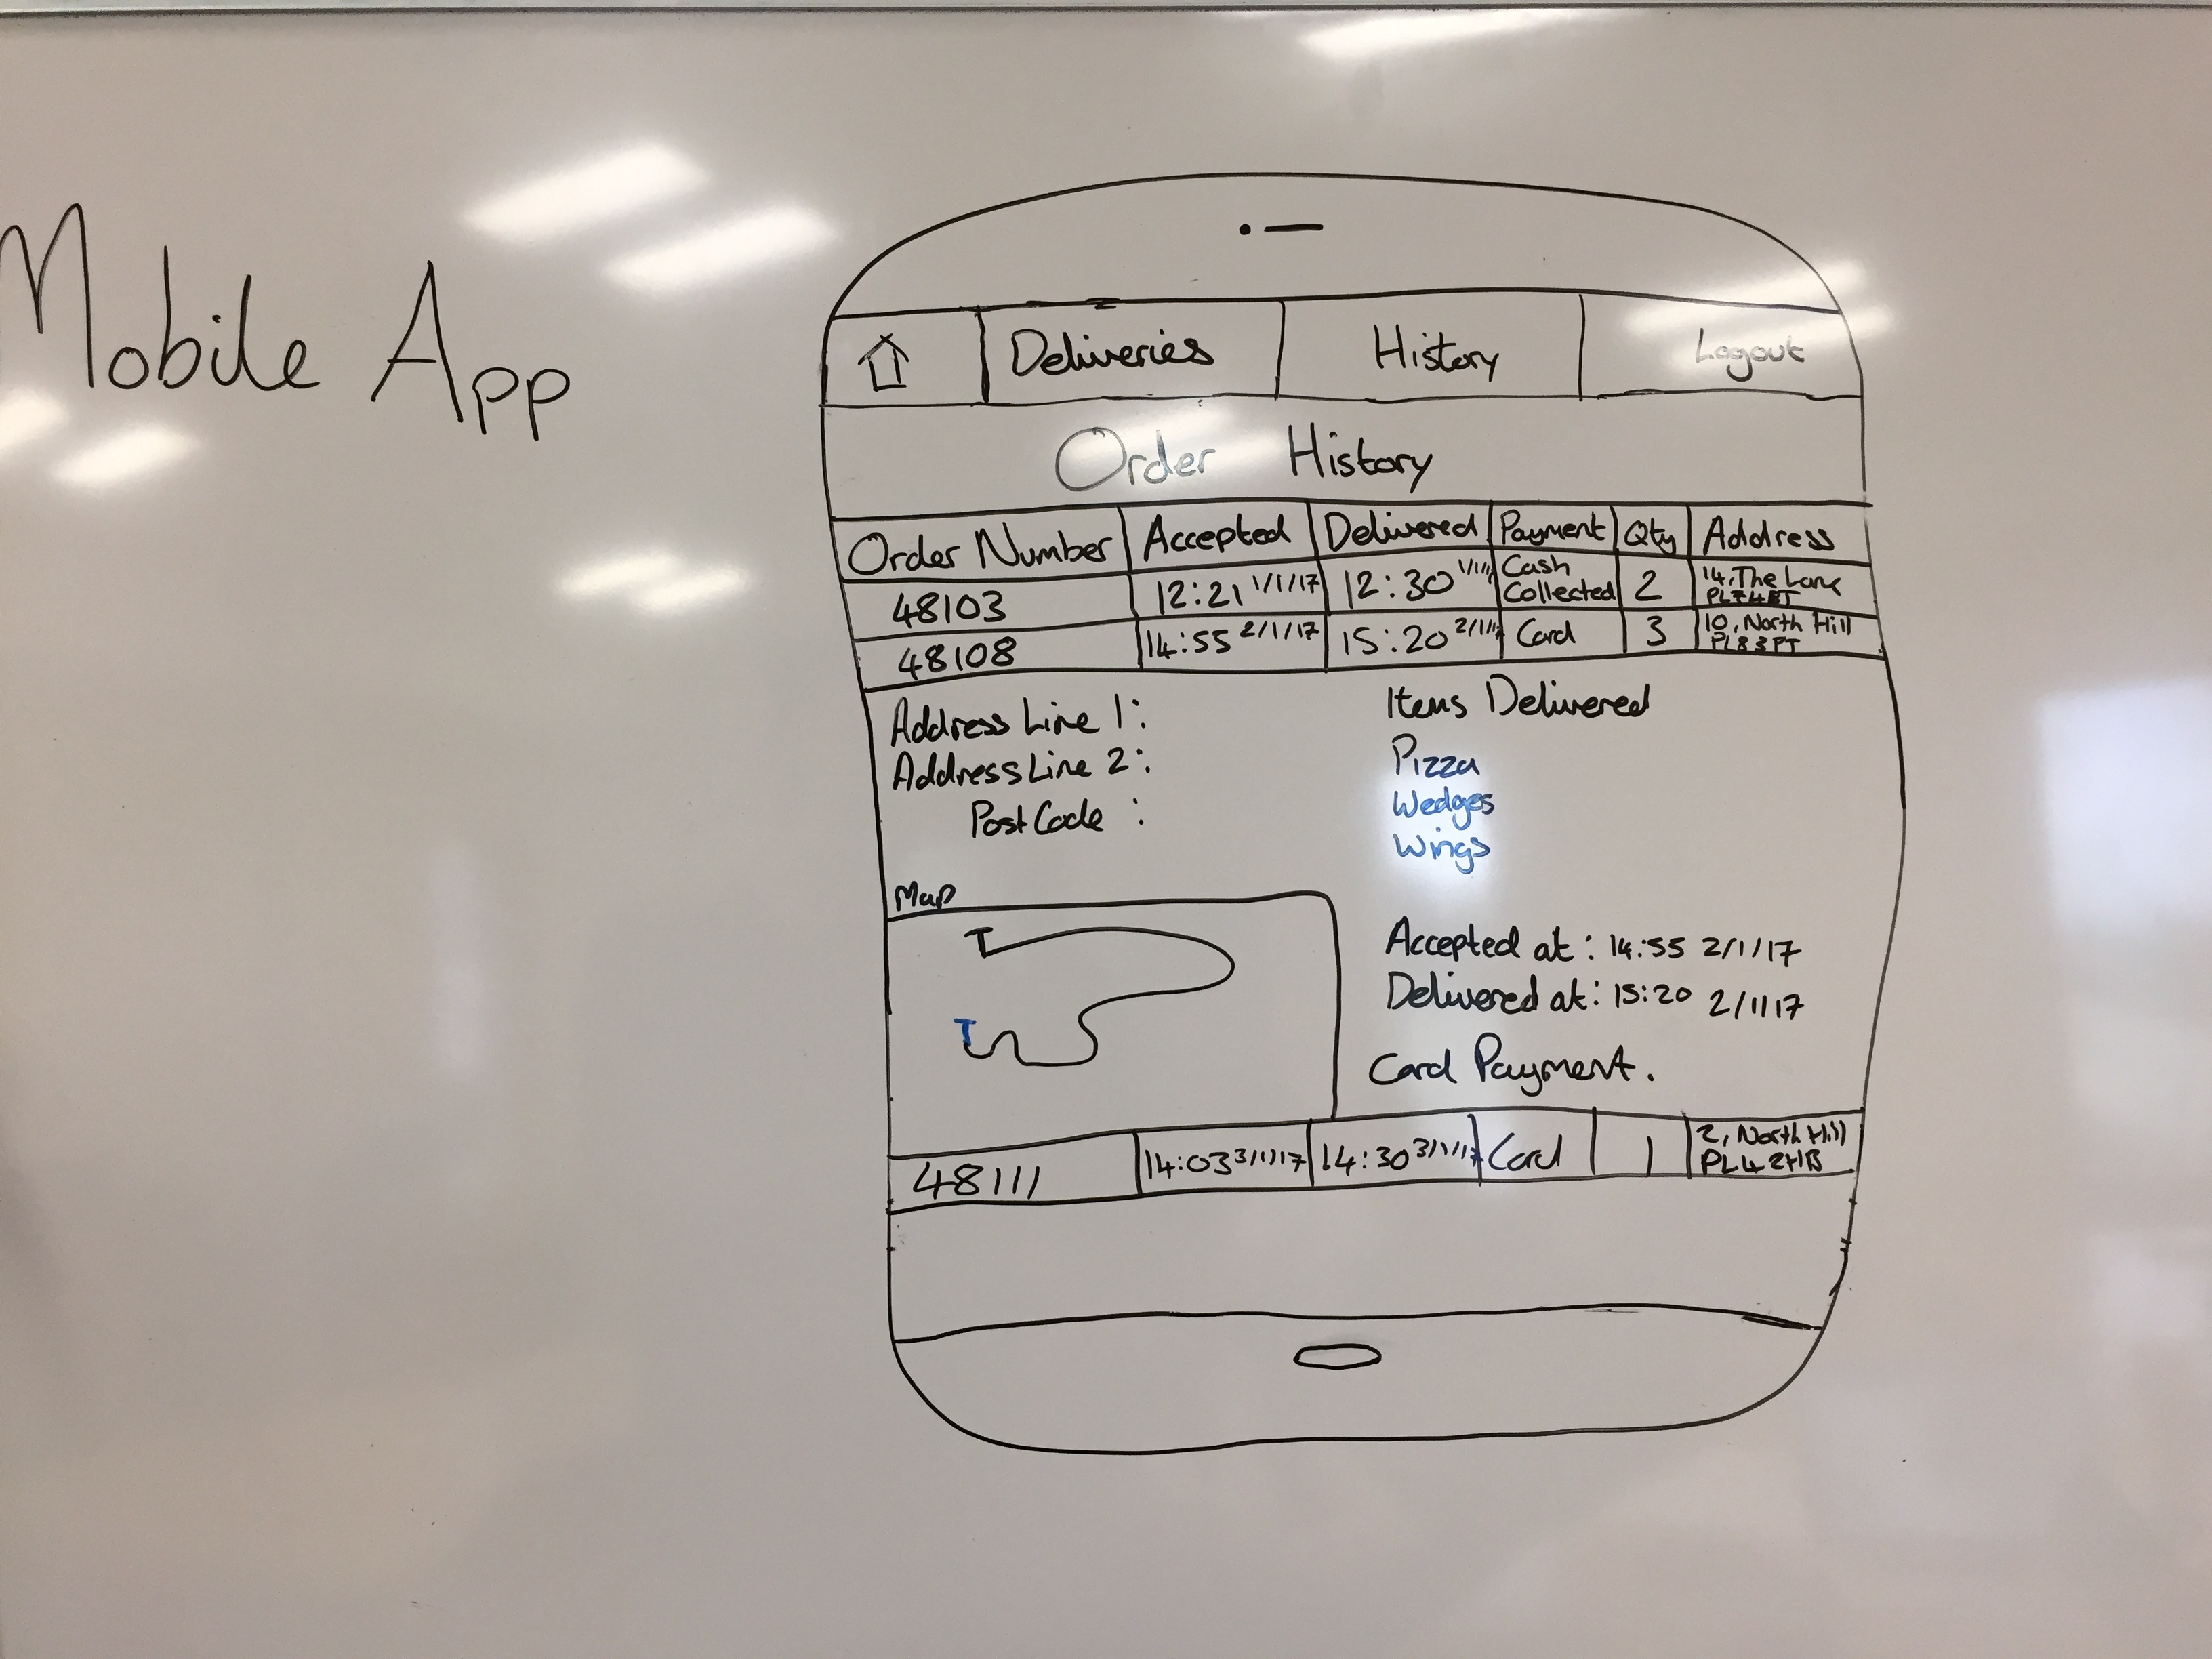 Mobile App
Deliveries History Logout
Order History
Order Number Accepted Delivered Payment Qty Address
48103 12:21 1/1/17 12:30 1/1/17 Cash Collected 2 14, The Lane PL7 4BT
48108 14:55 2/1/17 15:20 2/1/17 Card 3 10, North Hill PL8 3PT
Address Line 1:
Address Line 2:
PostCode :
Items Delivered
Pizza
Wedges
Wings
Map
Accepted at: 14:55 2/1/17
Delivered at: 15:20 2/1/17
Card Payment.
48111 14:03 3/1/17 14:30 3/1/17 Card 1 2, North Hill PL4 2HB